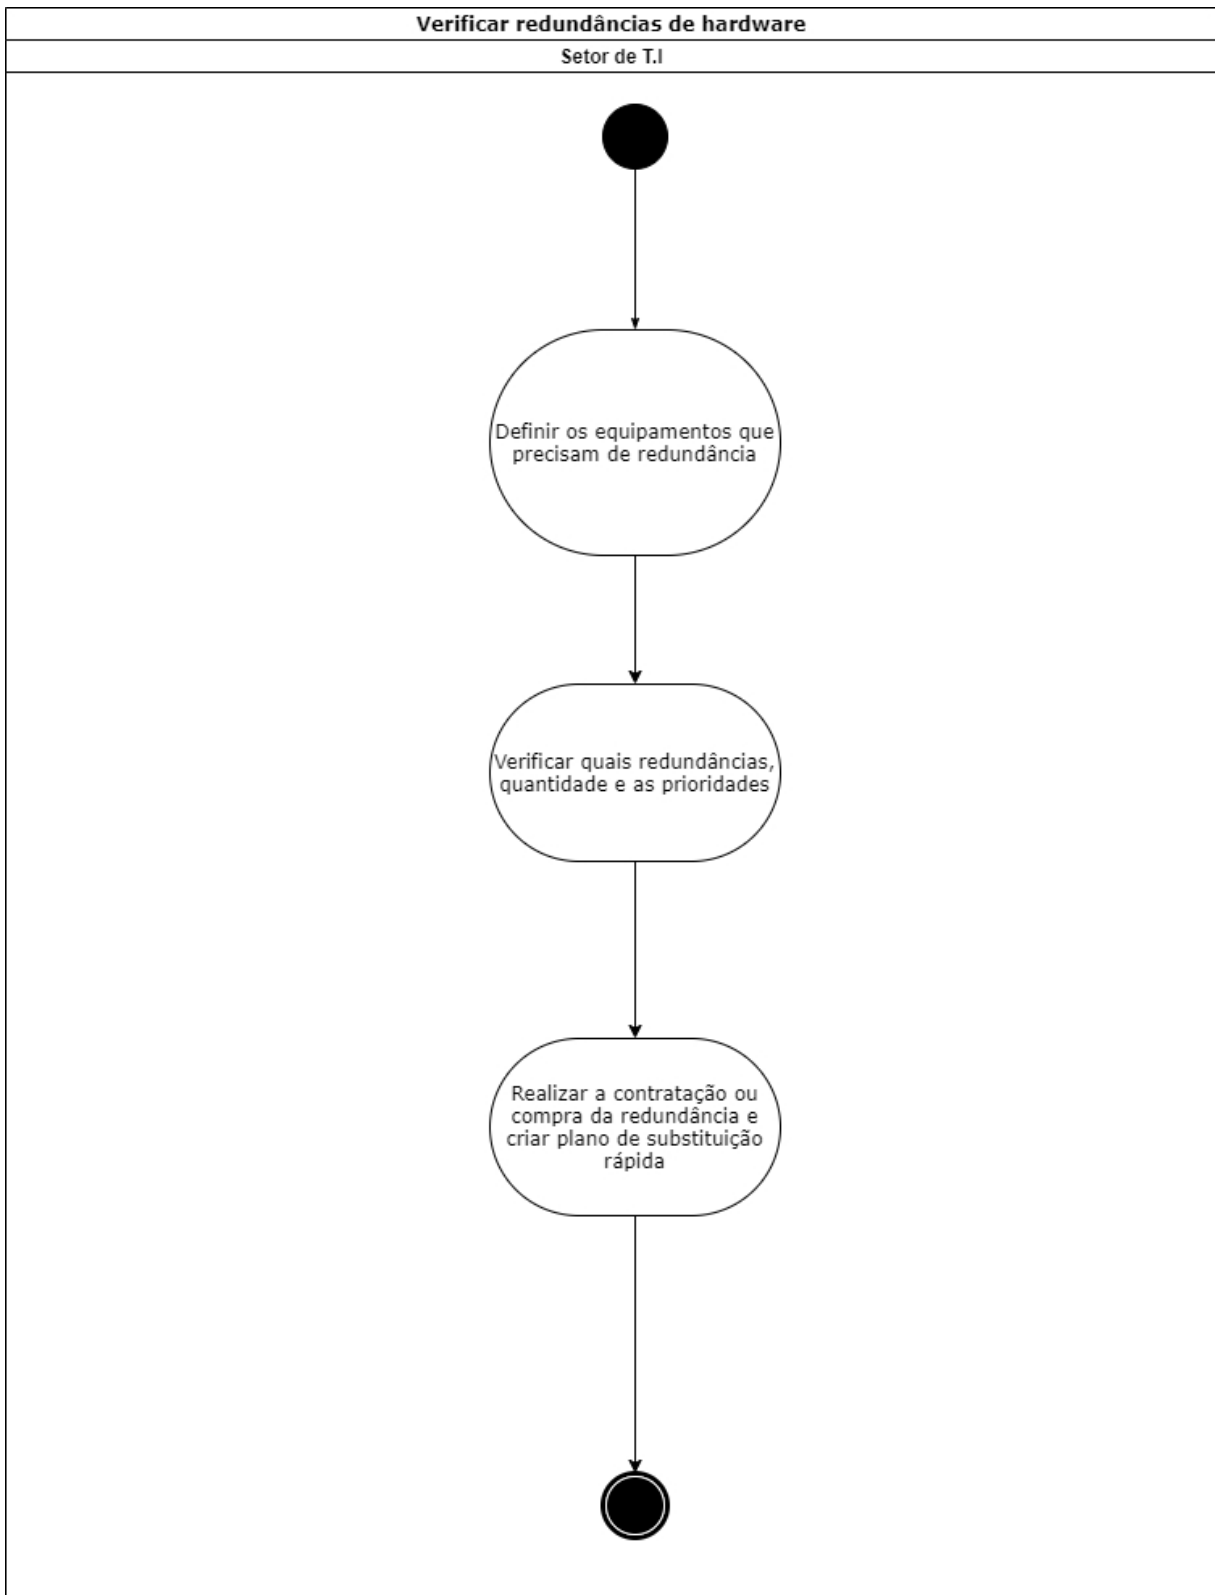 Verificar redundâncias de hardware
Setor de T.I
Definir os equipamentos que
precisam de redundância
Verificar quais redundâncias,
quantidade e as prioridades
Realizar a contratação ou
compra da redundância e
criar plano de substituição
rápida